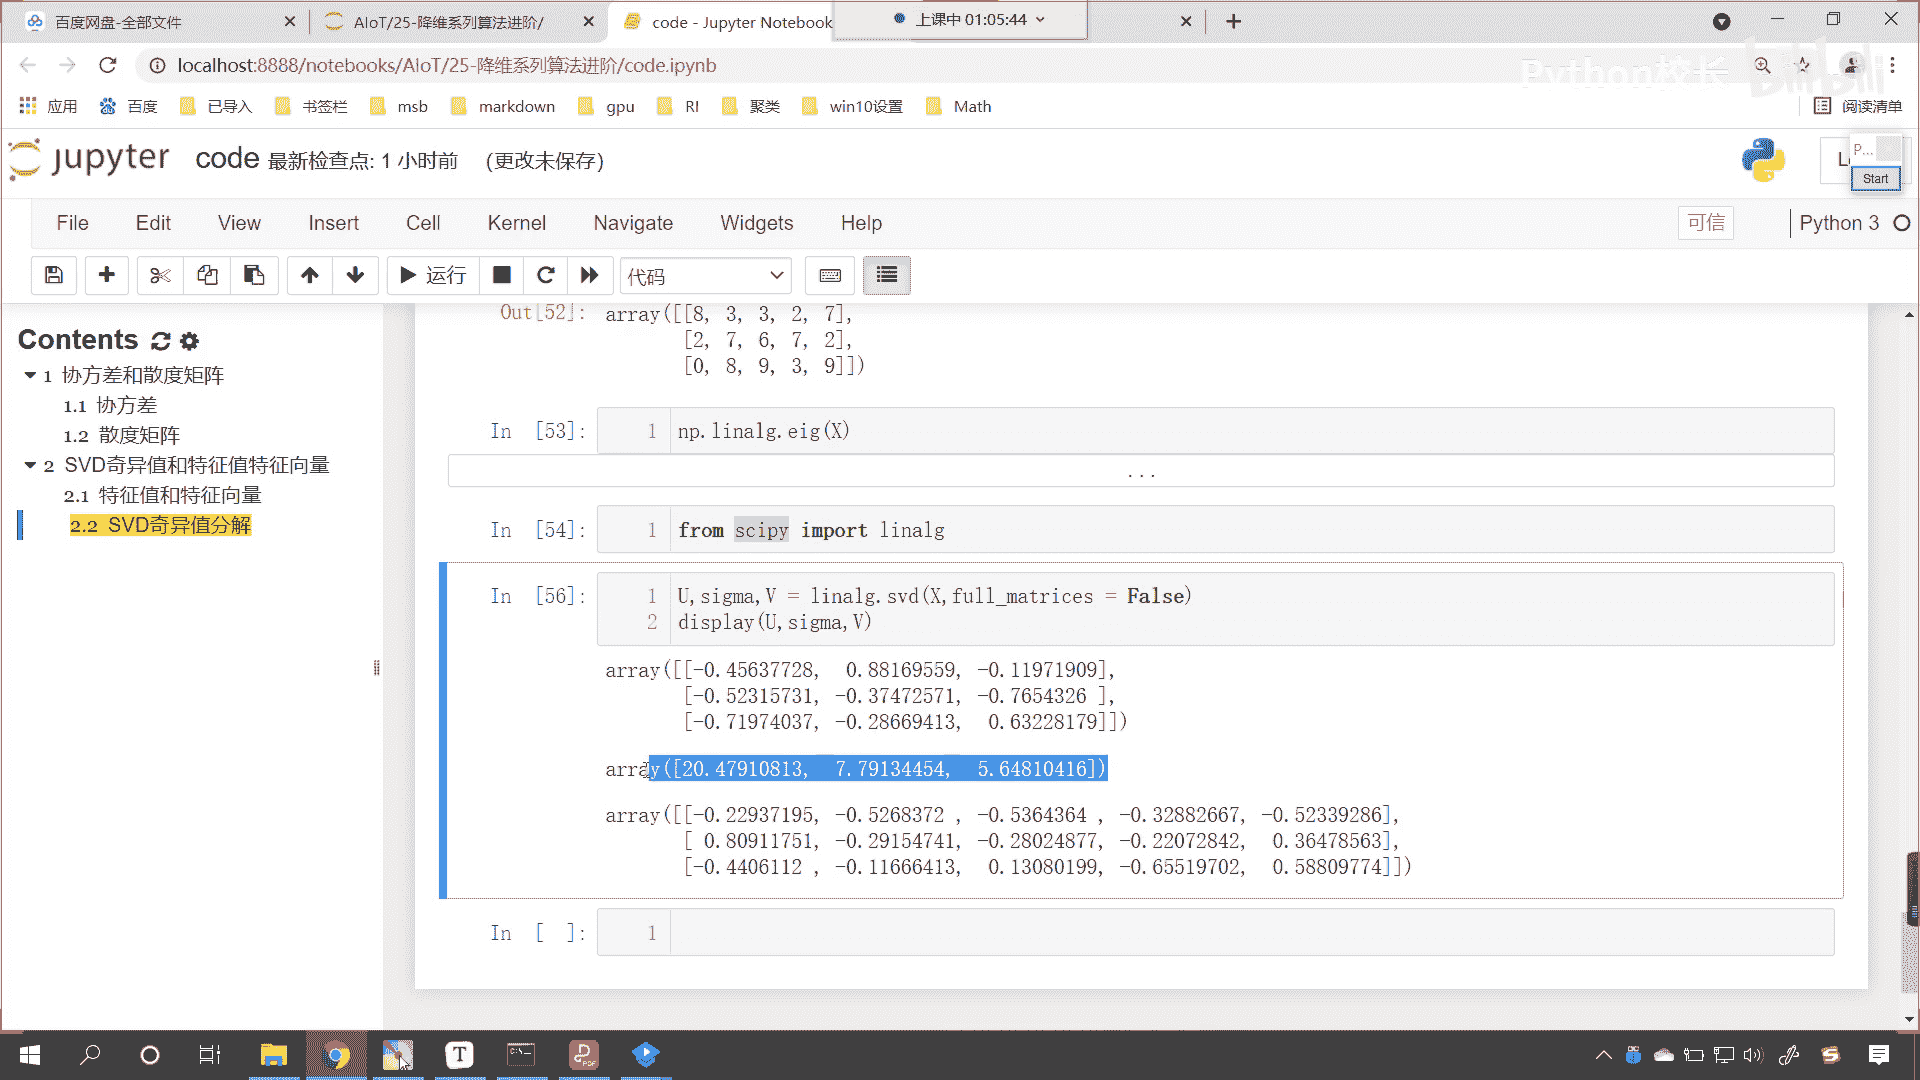 百度网盘-全部文件
AIoT/25-降维系列算法进阶/
code - Jupyter Notebook
上课中 01:05:44
localhost:8888/notebooks/AIoT/25-降维系列算法进阶/code.ipynb
Python校长
bilibili
应用
百度
已导入
书签栏
msb
markdown
gpu
RI
聚类
win10设置
Math
阅读清单
jupyter
code 最新检查点: 1 小时前 (更改未保存)
P...
Start
File
Edit
View
Insert
Cell
Kernel
Navigate
Widgets
Help
可信
Python 3
运行
代码
Contents
1 协方差和散度矩阵
1.1 协方差
1.2 散度矩阵
2 SVD奇异值和特征值特征向量
2.1 特征值和特征向量
2.2 SVD奇异值分解
Out[52]: array([[8, 3, 3, 2, 7],
[2, 7, 6, 7, 2],
[0, 8, 9, 3, 9]])
In [53]: 1 np.linalg.eig(X)
...
In [54]: 1 from scipy import linalg
In [56]: 1 U,sigma,V = linalg.svd(X,full_matrices = False)
2 display(U,sigma,V)
array([[-0.45637728, 0.88169559, -0.11971909],
[-0.52315731, -0.37472571, -0.7654326 ],
[-0.71974037, -0.28669413, 0.63228179]])
array([20.47910813, 7.79134454, 5.64810416])
array([[-0.22937195, -0.5268372 , -0.5364364 , -0.32882667, -0.52339286],
[ 0.80911751, -0.29154741, -0.28024877, -0.22072842, 0.36478563],
[-0.4406112 , -0.11666413, 0.13080199, -0.65519702, 0.58809774]])
In [ ]: 1